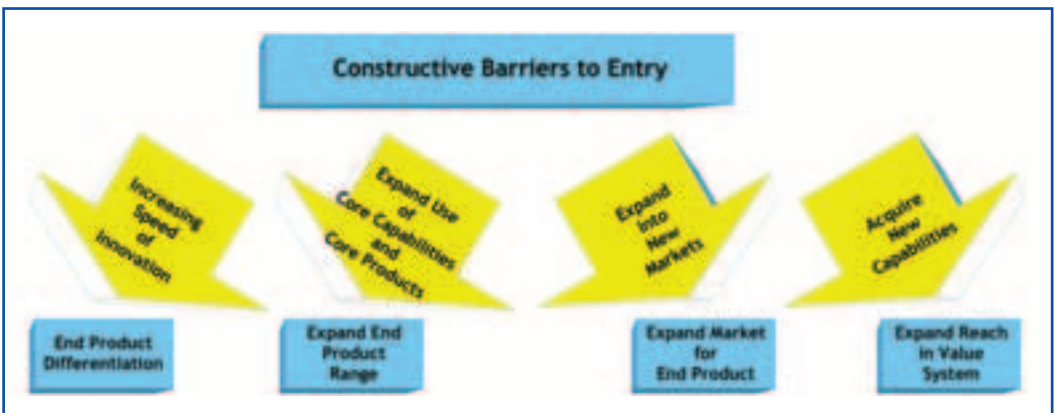 Constructive Barriers to Entry
Increasing
Speed
of
Innovation
Expand Use
of
Core Capabilities
and
Core Products
Expand
Into
New
Markets
Acquire
New
Capabilities
End Product
Differentiation
Expand End
Product
Range
Expand Market
for
End Product
Expand Reach
in Value
System